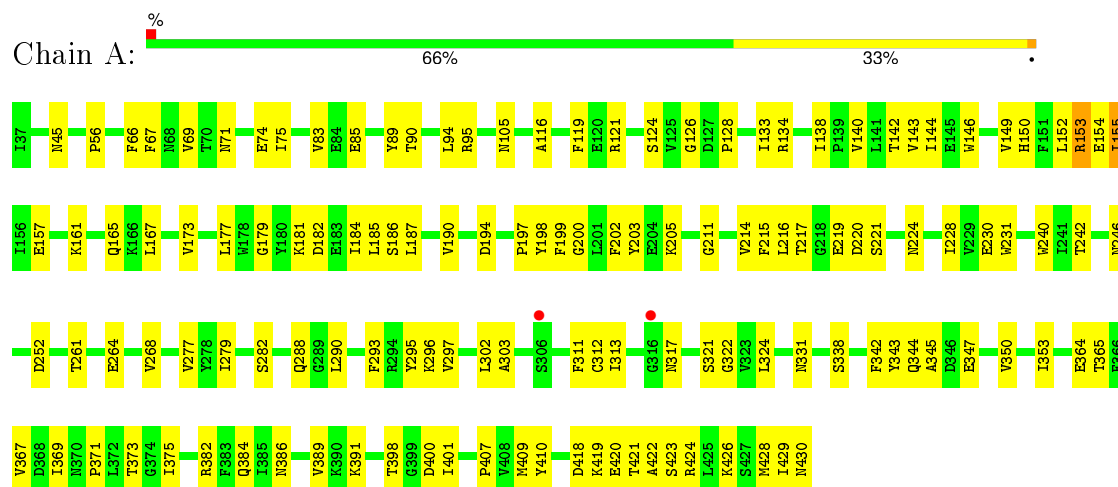 %
Chain A:
66% 33% •
I37 N45 P56 F66 F67 N68 V69 T70 N71 E74 I75 V83 E84 E85 Y89 T90 L94 R95 N105 A116 F119 E120 R121 S124 V125 G126 D127 P128 I133 R134 I138 P139 V140 L141 T142 V143 I144 E145 W146 V149 H150 F151 L152 R153 E154 I155
I156 E157 K161 Q165 K166 L167 V173 L177 W178 G179 Y180 K181 D182 E183 I184 L185 S186 L187 V190 D194 P197 Y198 F199 G200 L201 F202 Y203 E204 K205 G211 V214 F215 L216 T217 G218 E219 D220 S221 N224 I228 V229 E230 W231 W240 I241 T242 N246
D252 T261 E264 V268 V277 Y278 I279 S282 Q288 G289 L290 F293 R294 Y295 K296 V297 L302 A303 S306 F311 C312 I313 G316 N317 S321 G322 V323 L324 N331 S338 F342 Y343 Q344 A345 D346 E347 V350 I353 E364 T365 E366
V367 D368 I369 N370 P371 L372 T373 G374 I375 R382 F383 Q384 I385 N386 V389 K390 K391 T398 G399 D400 I401 P407 V408 M409 Y410 D418 K419 E420 T421 A422 S423 R424 L425 K426 S427 M428 I429 N430